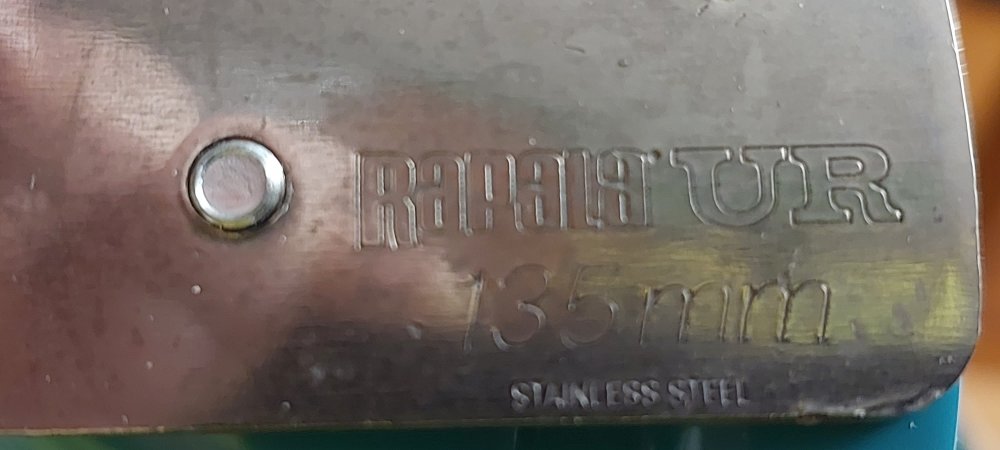 RAPALA UR
135mm
STAINLESS STEEL